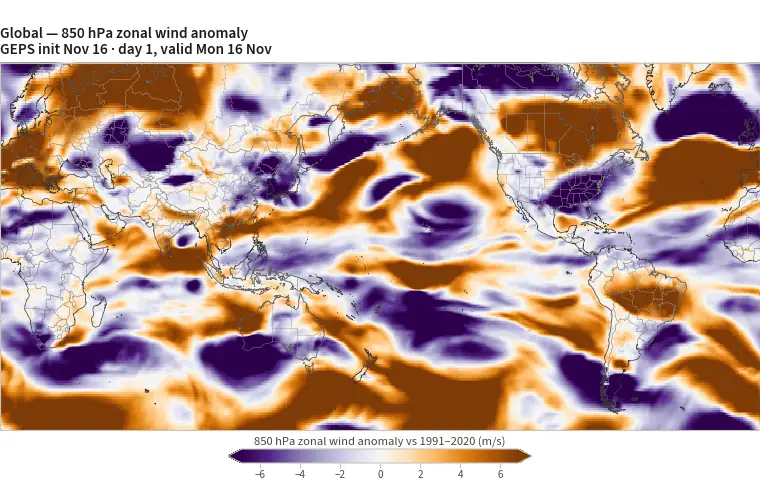 Global — 850 hPa zonal wind anomaly
GEPS init Nov 16 · day 1, valid Mon 16 Nov
850 hPa zonal wind anomaly vs 1991–2020 (m/s)
−6 −4 −2 0 2 4 6